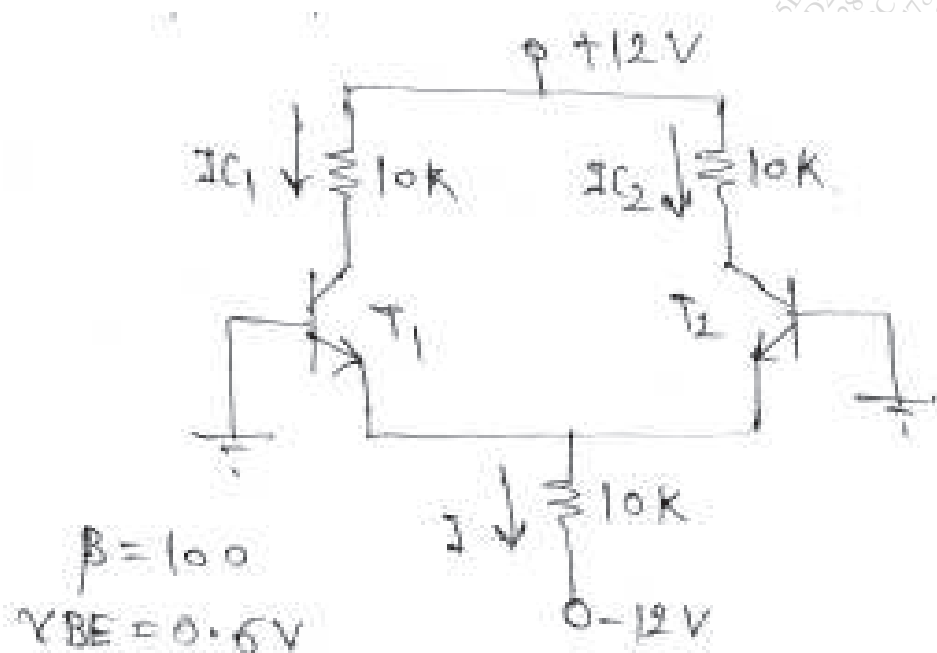 +12V
IC1 10K IC2 10K
T1 T2
I 10K
β=100
VBE=0.6V
-12V